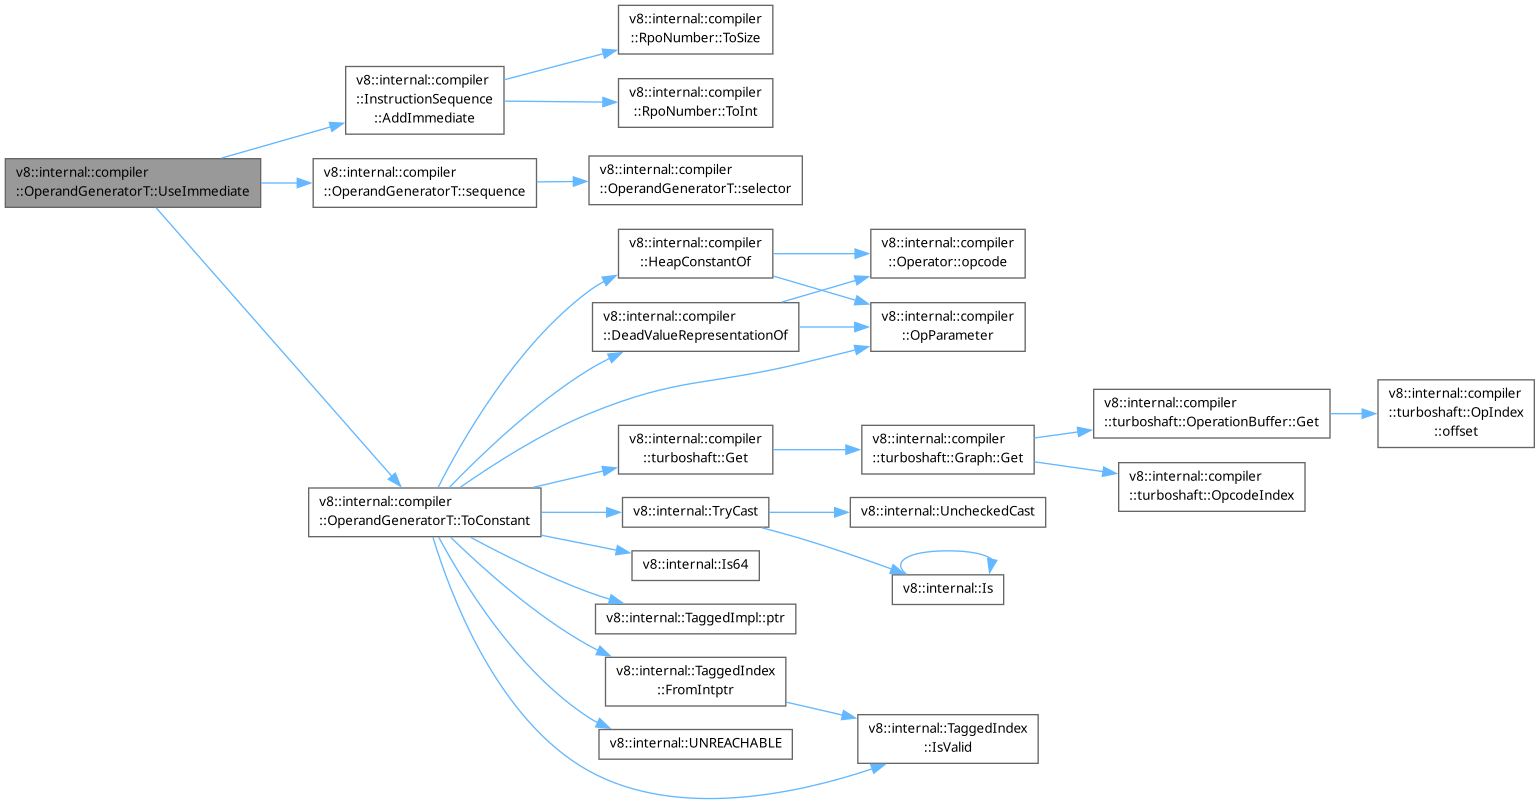 v8::internal::compiler
::RpoNumber::ToSize
v8::internal::compiler
::InstructionSequence
::AddImmediate
v8::internal::compiler
::RpoNumber::ToInt
v8::internal::compiler
::OperandGeneratorT::UseImmediate
v8::internal::compiler
::OperandGeneratorT::sequence
v8::internal::compiler
::OperandGeneratorT::selector
v8::internal::compiler
::HeapConstantOf
v8::internal::compiler
::Operator::opcode
v8::internal::compiler
::DeadValueRepresentationOf
v8::internal::compiler
::OpParameter
v8::internal::compiler
::turboshaft::Get
v8::internal::compiler
::turboshaft::Graph::Get
v8::internal::compiler
::turboshaft::OperationBuffer::Get
v8::internal::compiler
::turboshaft::OpIndex
::offset
v8::internal::compiler
::turboshaft::OpcodeIndex
v8::internal::compiler
::OperandGeneratorT::ToConstant
v8::internal::TryCast
v8::internal::UncheckedCast
v8::internal::Is64
v8::internal::Is
v8::internal::TaggedImpl::ptr
v8::internal::TaggedIndex
::FromIntptr
v8::internal::UNREACHABLE
v8::internal::TaggedIndex
::IsValid